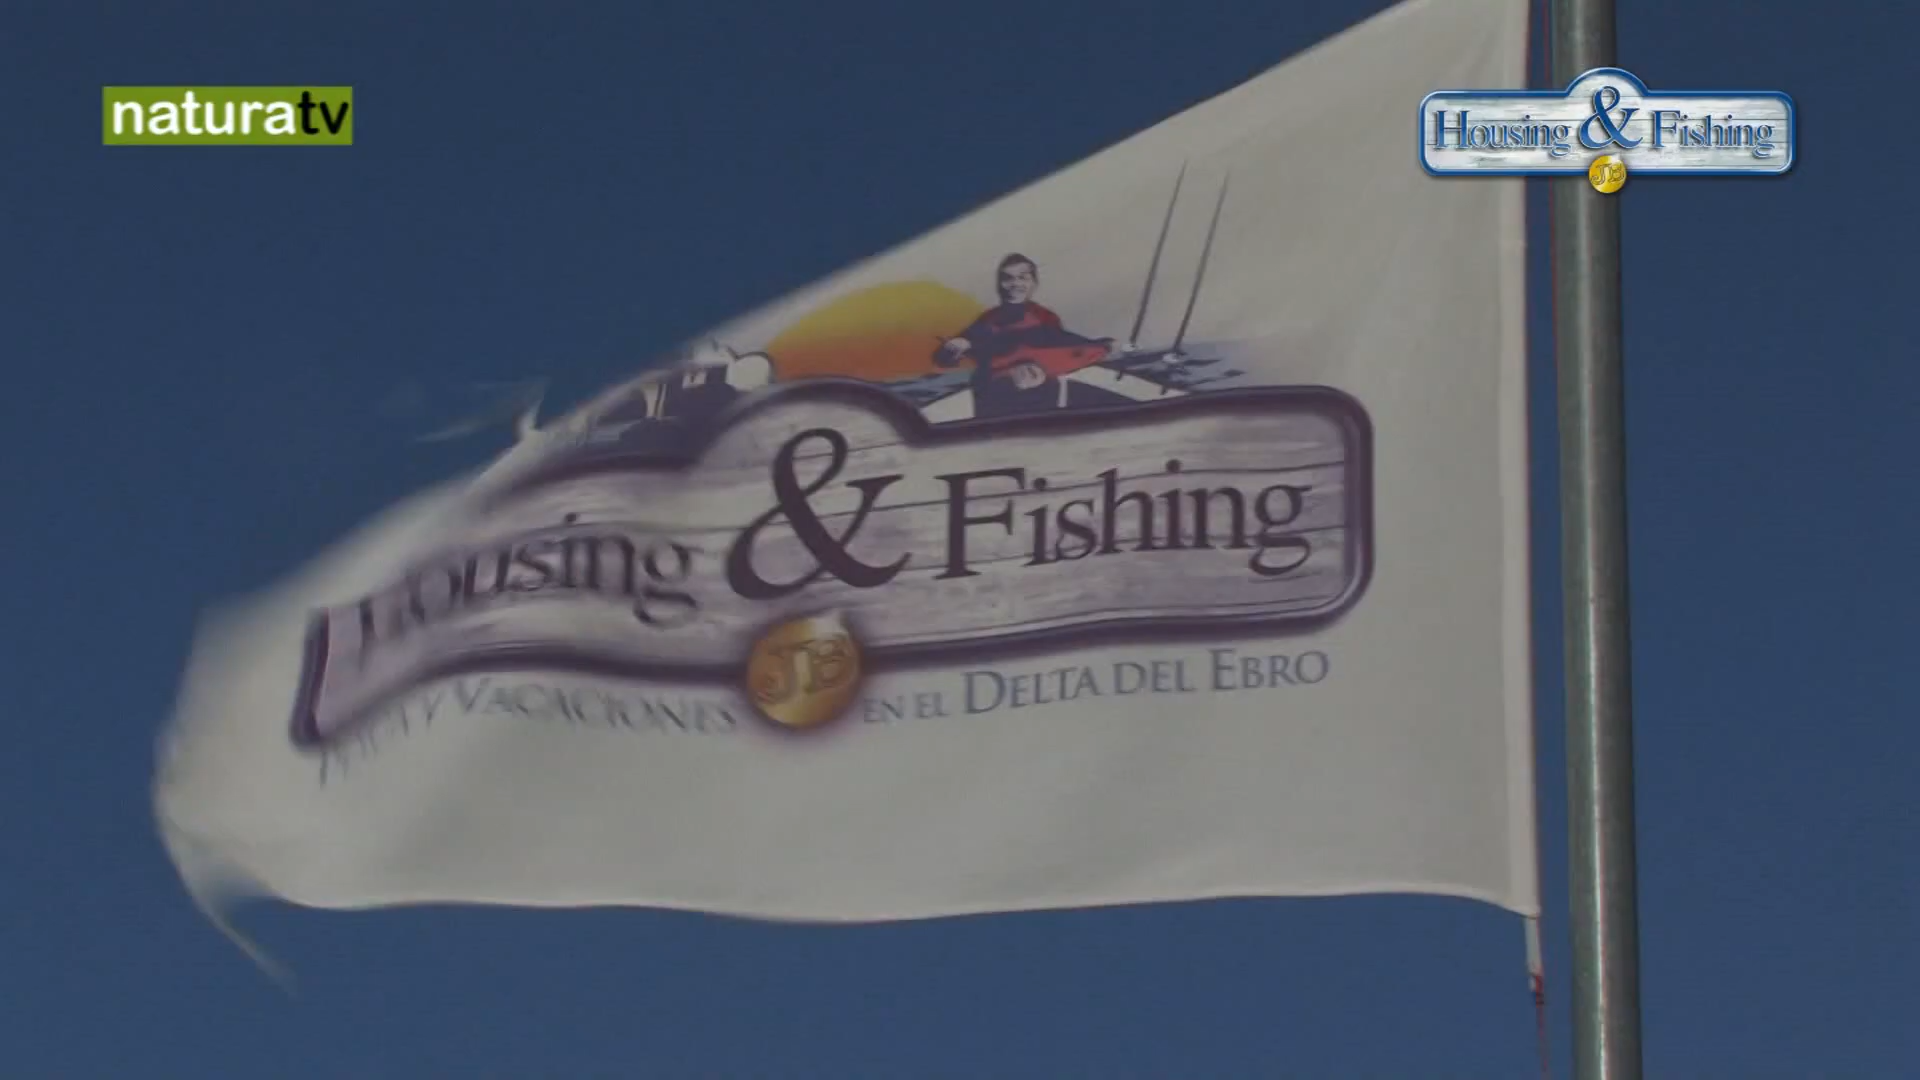 naturatv
Housing & Fishing
JB
Housing & Fishing
JB
Y VACACIONES EN EL DELTA DEL EBRO